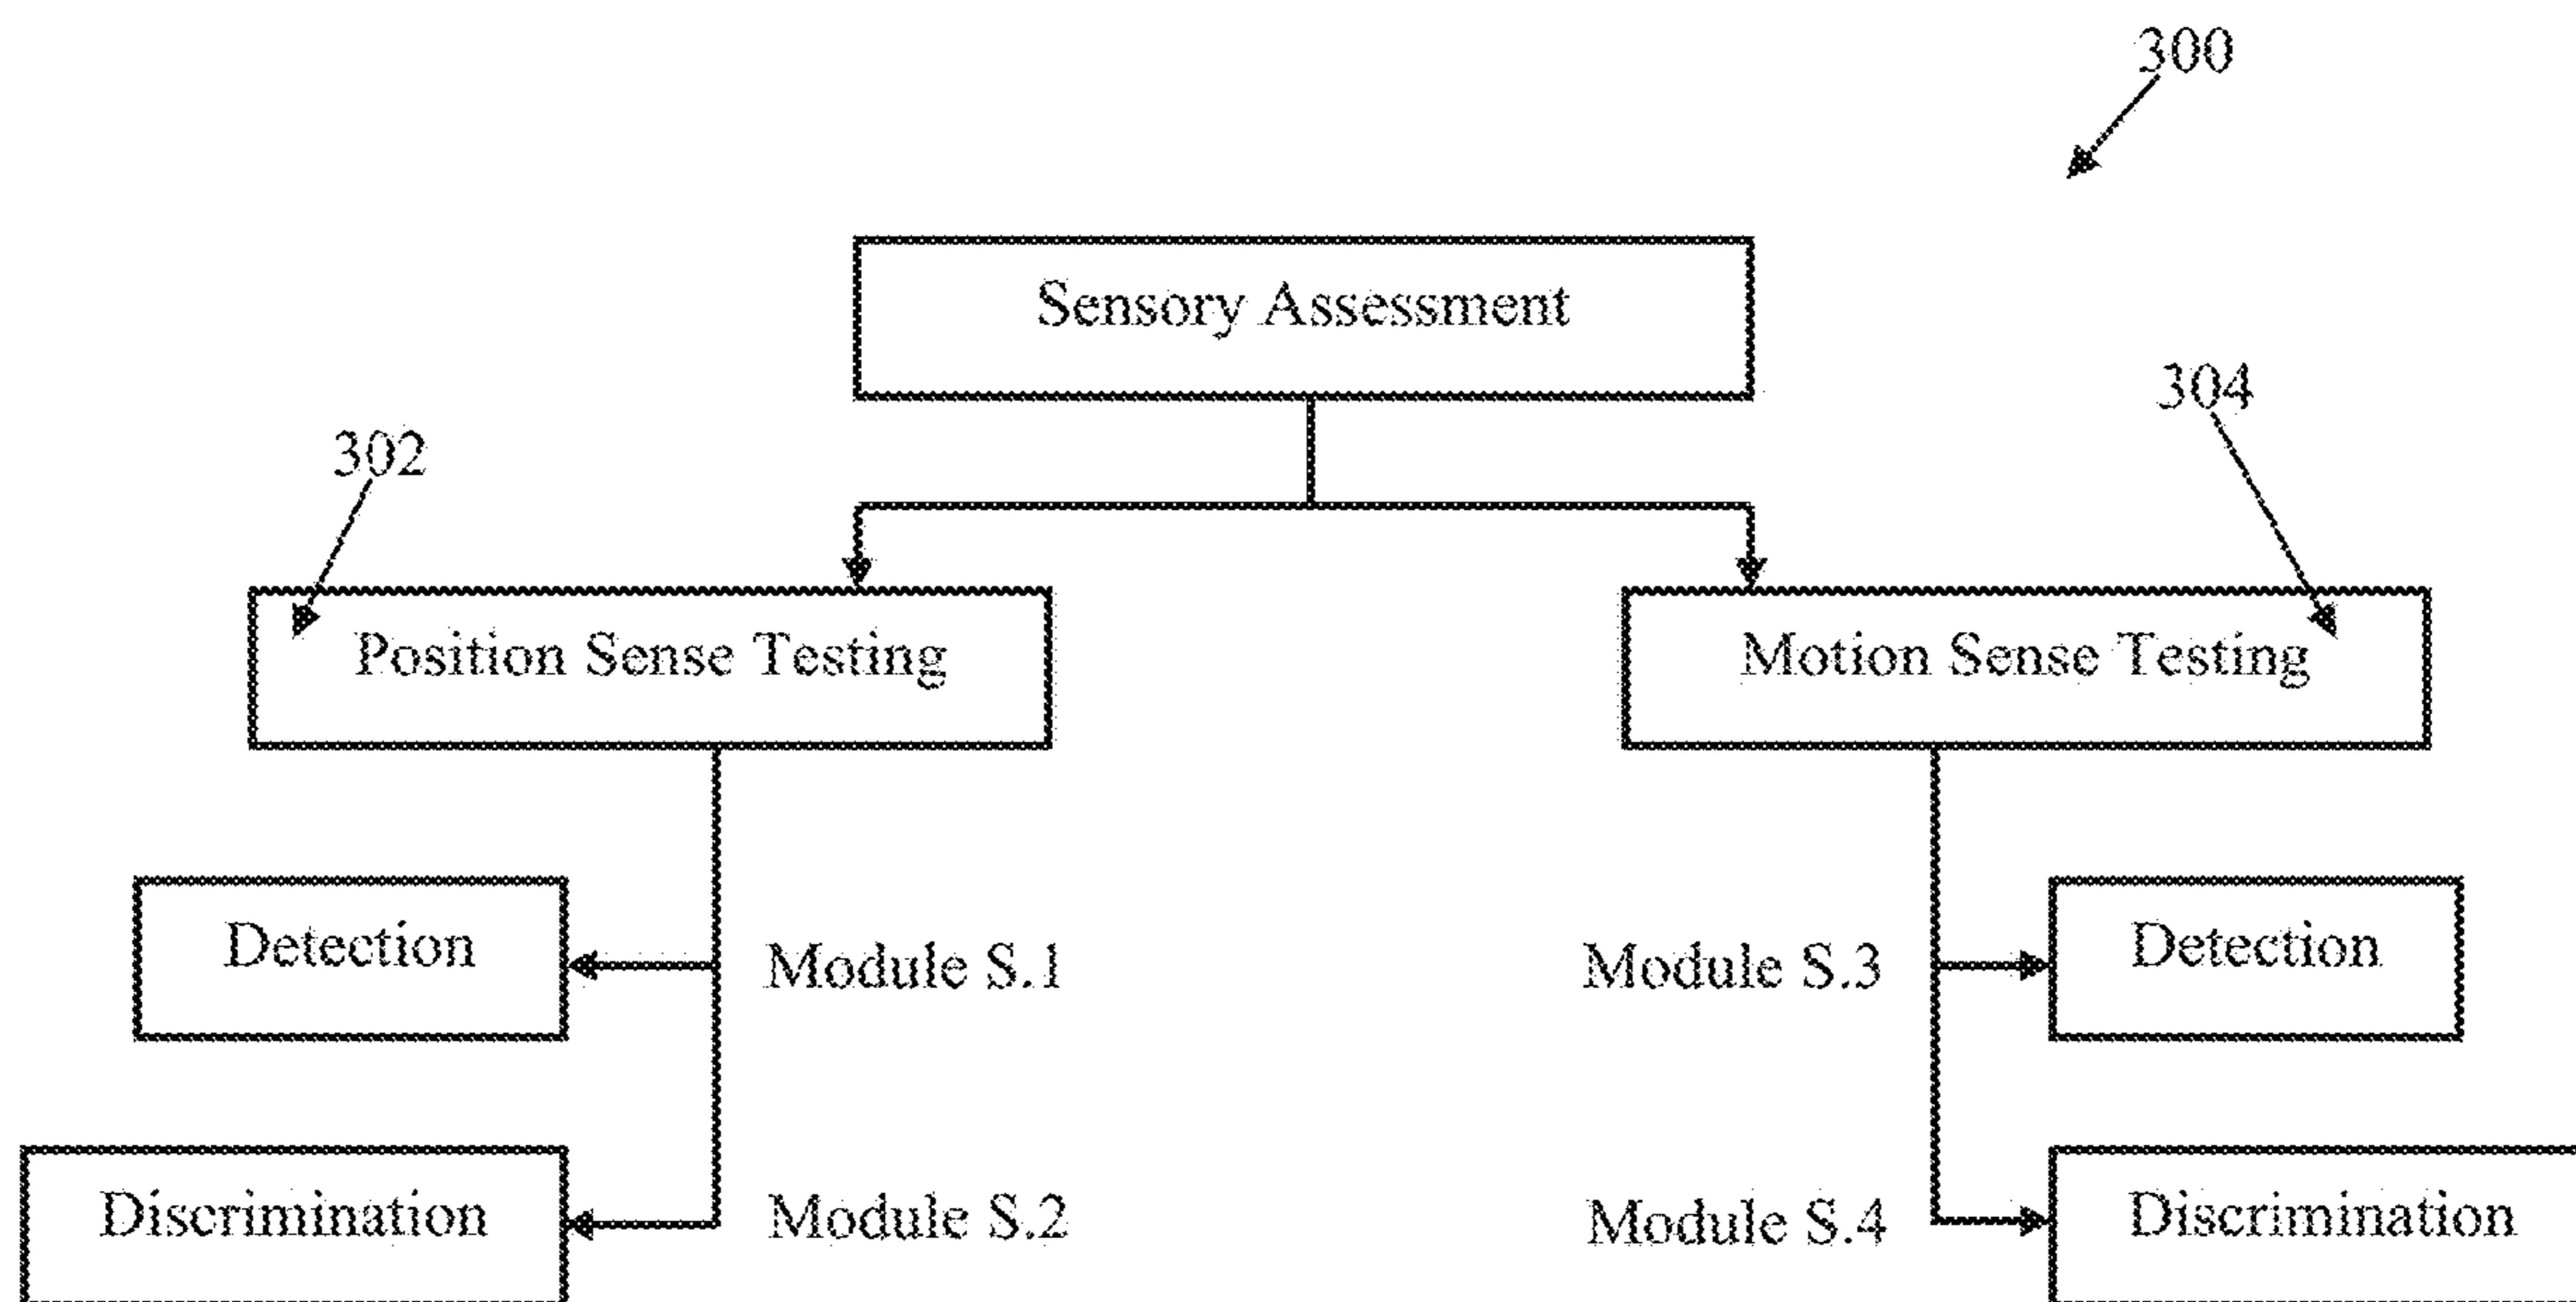 300
Sensory Assessment
304
302
Position Sense Testing
Motion Sense Testing
Detection
Module S.1
Module S.3
Detection
Discrimination
Module S.2
Module S.4
Discrimination